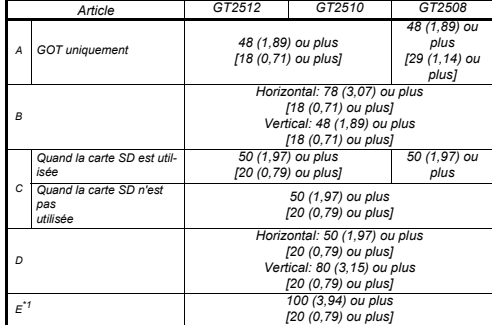 Article GT2512 GT2510 GT2508
A GOT uniquement
48 (1,89) ou plus
[18 (0,71) ou plus]
48 (1,89) ou
plus
[29 (1,14) ou
plus]
B
Horizontal: 78 (3,07) ou plus
[18 (0,71) ou plus]
Vertical: 48 (1,89) ou plus
[18 (0,71) ou plus]
C
Quand la carte SD est util-
isée
50 (1,97) ou plus
[20 (0,79) ou plus]
50 (1,97) ou
plus
Quand la carte SD n'est
pas
utilisée
50 (1,97) ou plus
[20 (0,79) ou plus]
D
Horizontal: 50 (1,97) ou plus
[20 (0,79) ou plus]
Vertical: 80 (3,15) ou plus
[20 (0,79) ou plus]
E*1
100 (3,94) ou plus
[20 (0,79) ou plus]